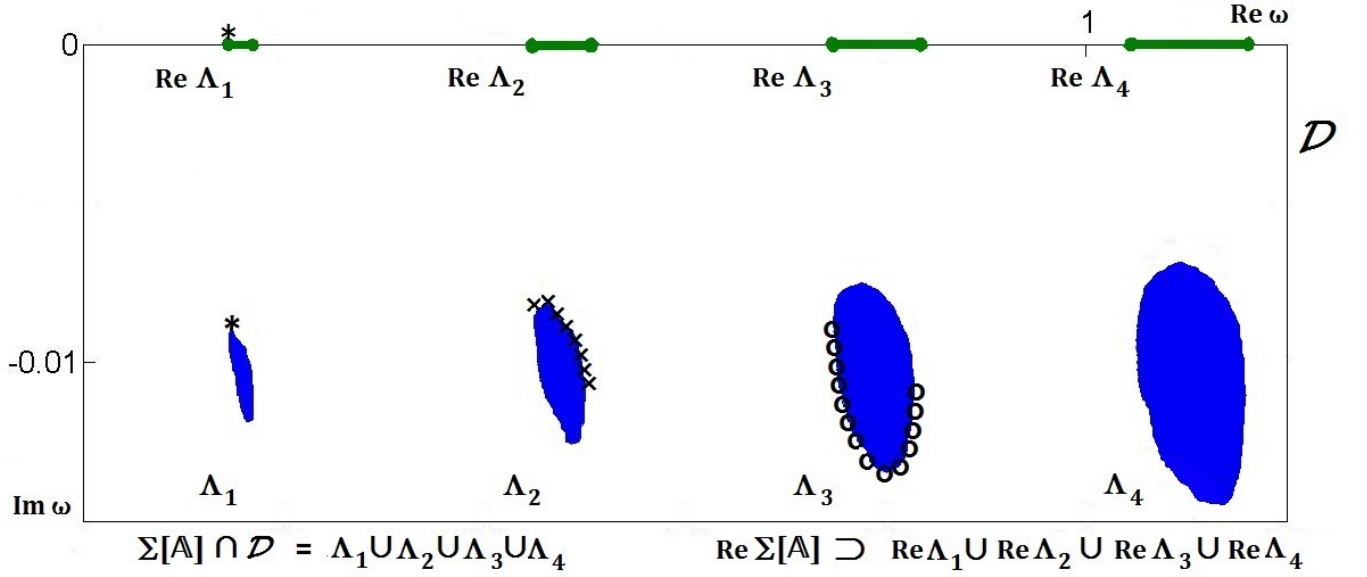 1 Re ω
0 *
Re Λ₁ Re Λ₂ Re Λ₃ Re Λ₄
𝒟
*
-0.01
Λ₁ Λ₂ Λ₃ Λ₄
Im ω
Σ[𝔸] ∩ 𝒟 = Λ₁∪Λ₂∪Λ₃∪Λ₄ Re Σ[𝔸] ⊃ Re Λ₁∪ Re Λ₂ ∪ Re Λ₃ ∪ Re Λ₄